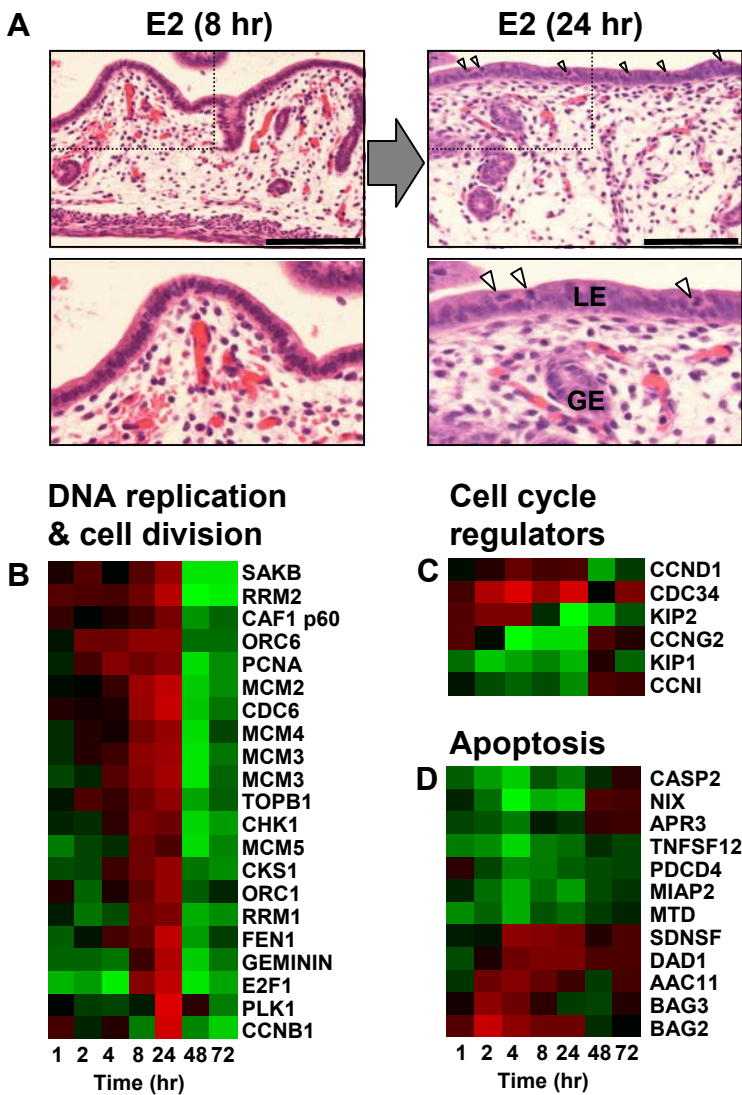 A
E2 (8 hr)
E2 (24 hr)
LE
GE
DNA replication
& cell division
B
SAKB
RRM2
CAF1 p60
ORC6
PCNA
MCM2
CDC6
MCM4
MCM3
MCM3
TOPB1
CHK1
MCM5
CKS1
ORC1
RRM1
FEN1
GEMININ
E2F1
PLK1
CCNB1
1 2 4 8 24 48 72
Time (hr)
Cell cycle
regulators
C
CCND1
CDC34
KIP2
CCNG2
KIP1
CCNI
Apoptosis
D
CASP2
NIX
APR3
TNFSF12
PDCD4
MIAP2
MTD
SDNSF
DAD1
AAC11
BAG3
BAG2
1 2 4 8 24 48 72
Time (hr)